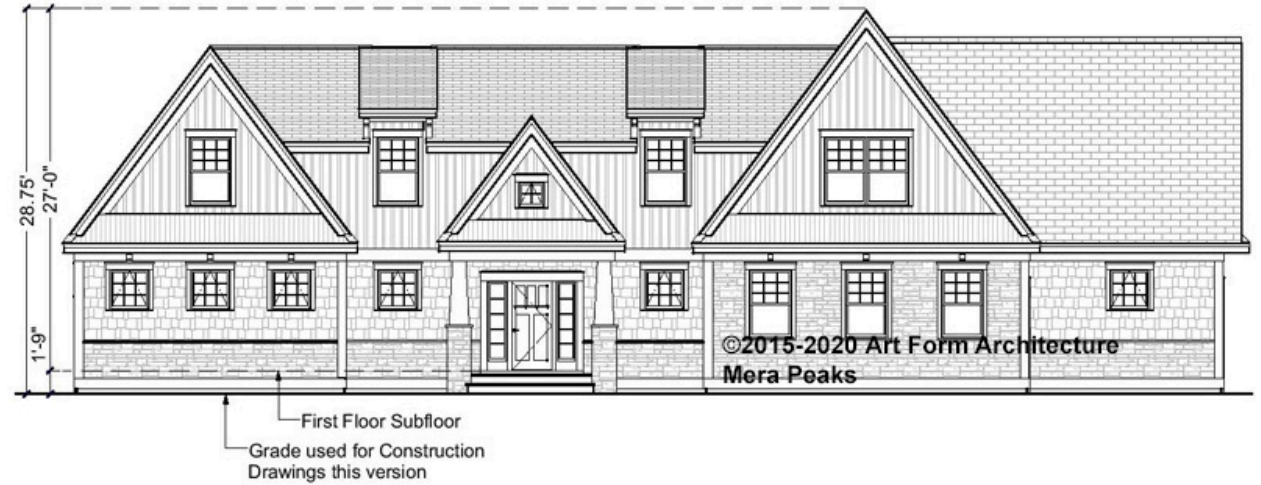 28.75'
27'-0"
1'-9"
©2015-2020 Art Form Architecture
Mera Peaks
First Floor Subfloor
Grade used for Construction
Drawings this version